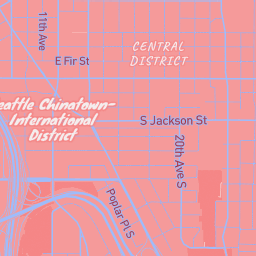 11th Ave
E Fir St
CENTRAL
DISTRICT
eattle Chinatown-
International
District
S Jackson St
20th Ave S
Poplar Pl S